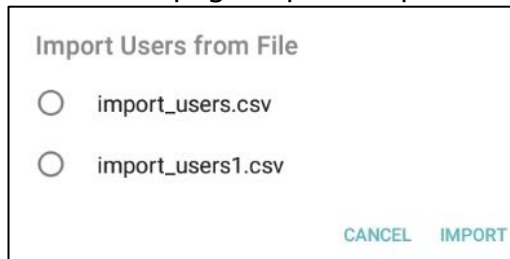 Import Users from File
import_users.csv
import_users1.csv
CANCEL IMPORT